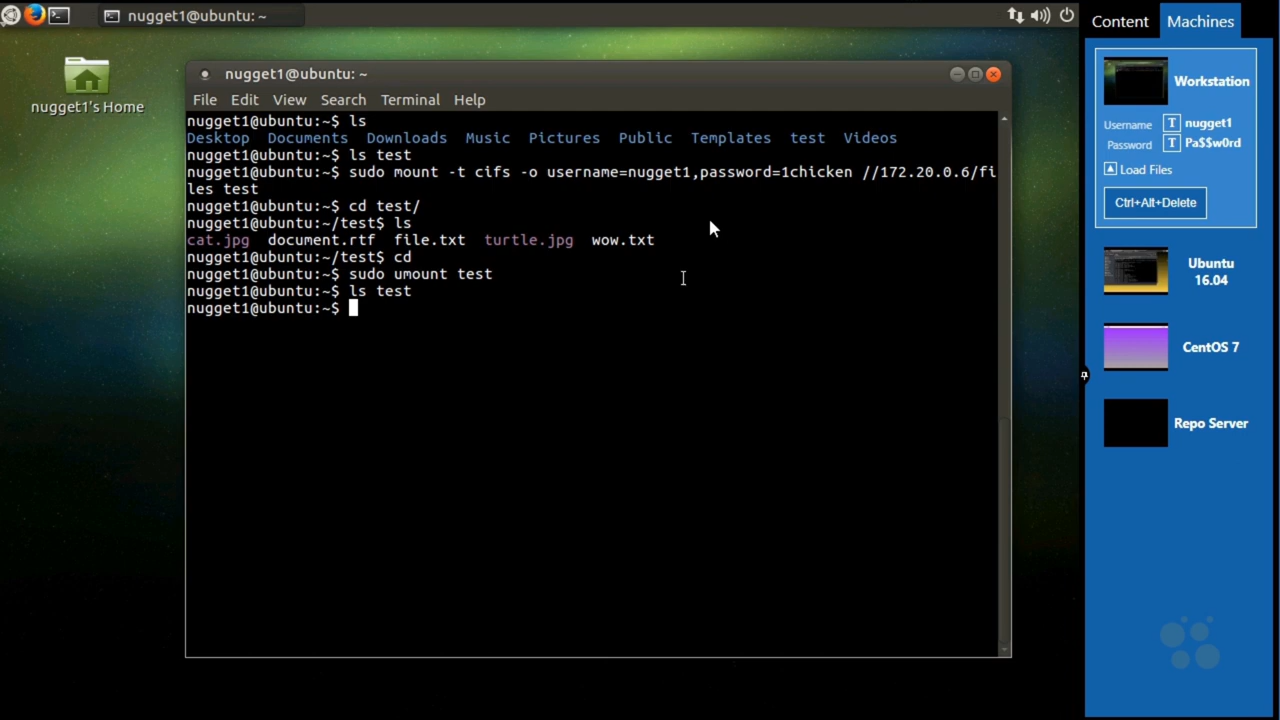 nugget1@ubuntu: ~
Content
Machines
nugget1's Home
nugget1@ubuntu: ~
File Edit View Search Terminal Help
nugget1@ubuntu:~$ ls
Desktop Documents Downloads Music Pictures Public Templates test Videos
nugget1@ubuntu:~$ ls test
nugget1@ubuntu:~$ sudo mount -t cifs -o username=nugget1,password=1chicken //172.20.0.6/fi
les test
nugget1@ubuntu:~$ cd test/
nugget1@ubuntu:~/test$ ls
cat.jpg document.rtf file.txt turtle.jpg wow.txt
nugget1@ubuntu:~/test$ cd
nugget1@ubuntu:~$ sudo umount test
nugget1@ubuntu:~$ ls test
nugget1@ubuntu:~$
Workstation
Username T nugget1
Password T Pa$$w0rd
Load Files
Ctrl+Alt+Delete
Ubuntu
16.04
CentOS 7
Repo Server